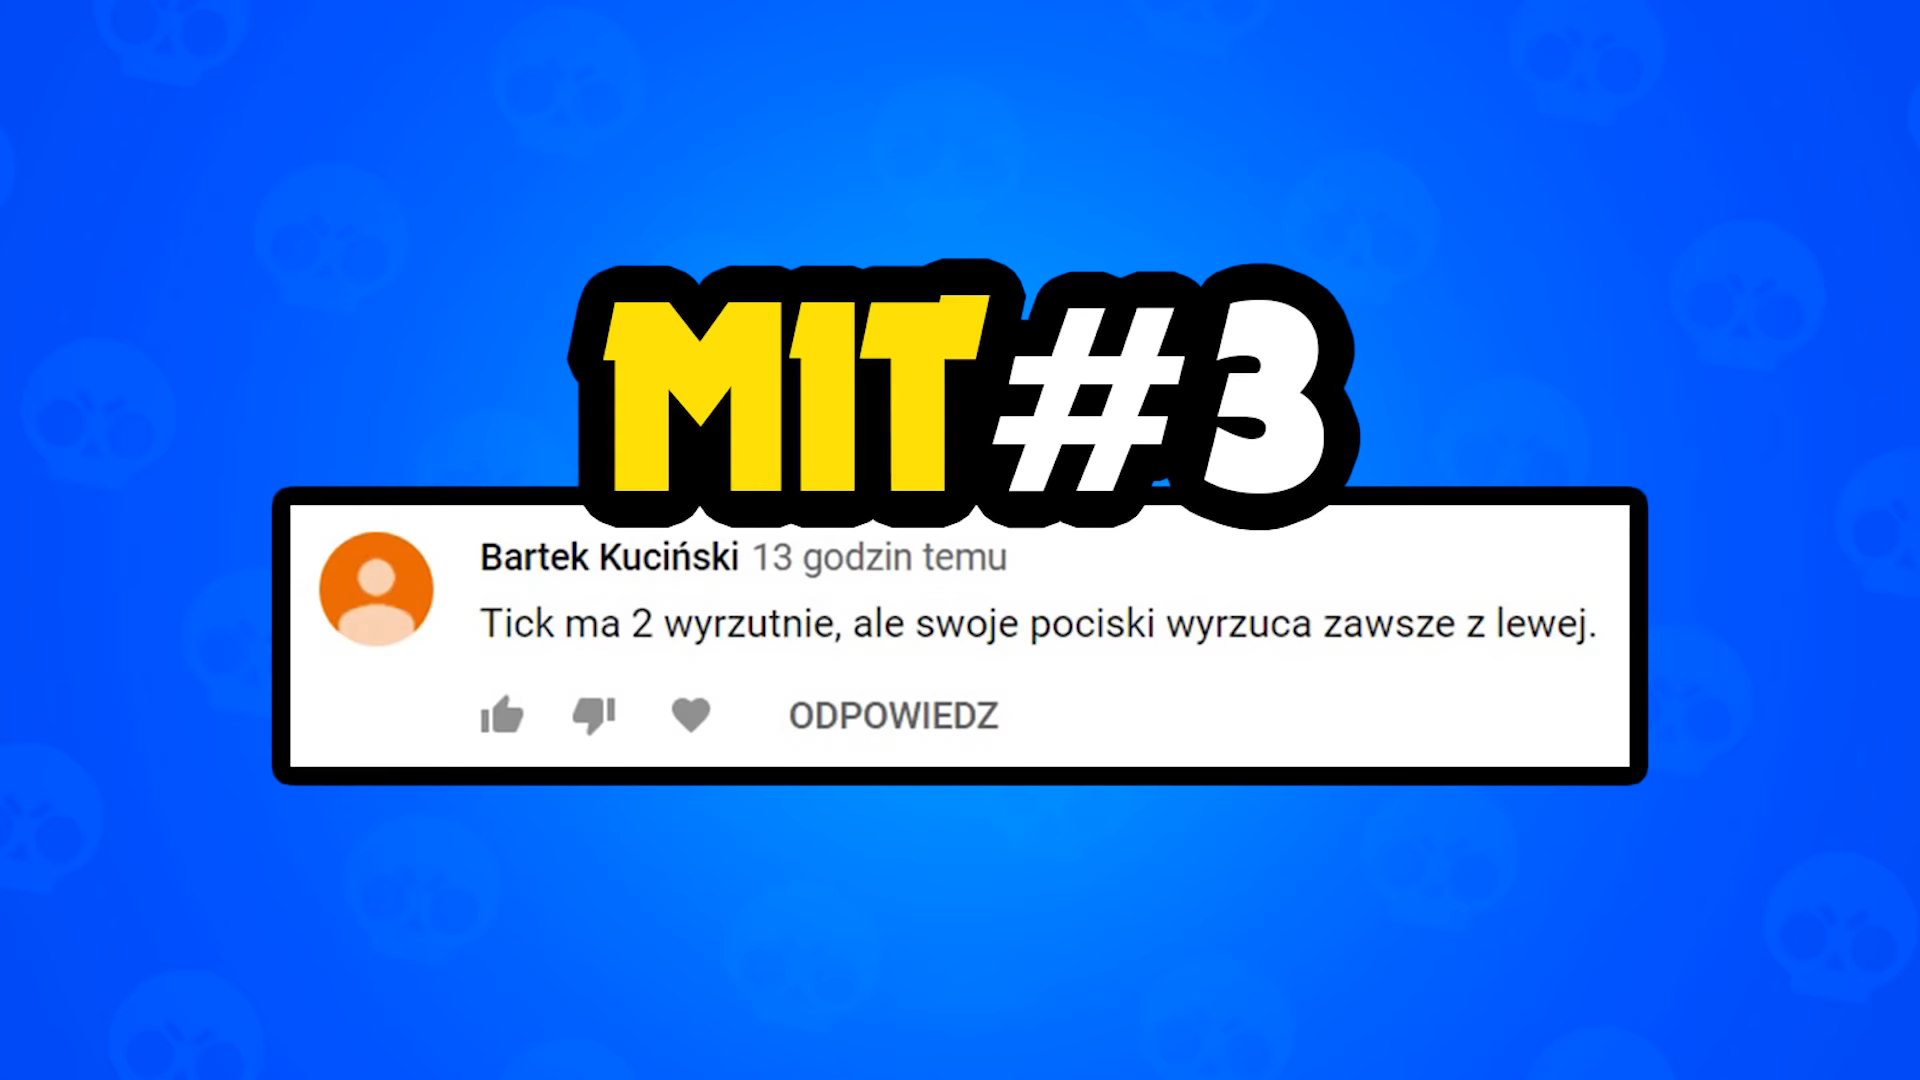 MIT #3
Bartek Kuciński 13 godzin temu
Tick ma 2 wyrzutnie, ale swoje pociski wyrzuca zawsze z lewej.
ODPOWIEDZ